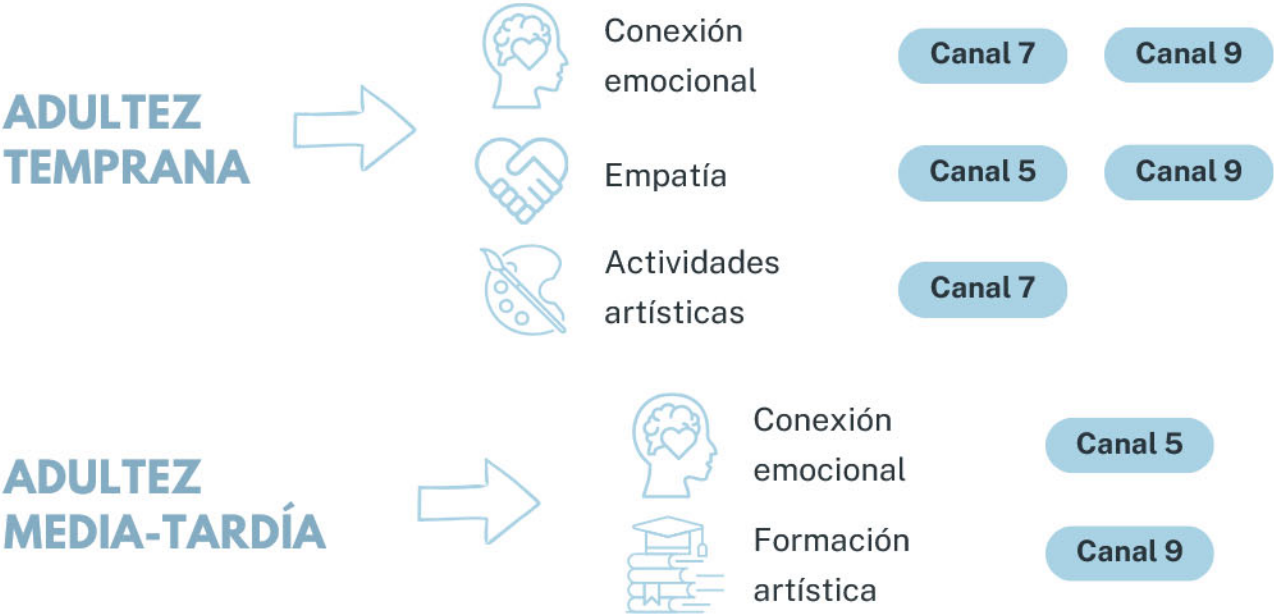 ADULTEZ
TEMPRANA
Conexión
emocional
Canal 7
Canal 9
Empatía
Canal 5
Canal 9
Actividades
artísticas
Canal 7
ADULTEZ
MEDIA-TARDÍA
Conexión
emocional
Canal 5
Formación
artística
Canal 9